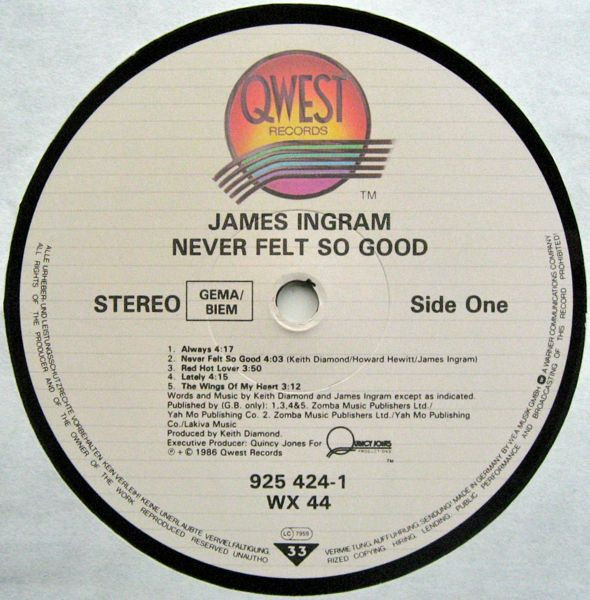 QWEST
RECORDS
TM
JAMES INGRAM
NEVER FELT SO GOOD
STEREO
GEMA/
BIEM
Side One
1. Always 4:17
2. Never Felt So Good 4:03 (Keith Diamond/Howard Hewitt/James Ingram)
3. Red Hot Lover 3:50
4. Lately 4:15
5. The Wings Of My Heart 3:12
Words and Music by Keith Diamond and James Ingram except as indicated.
Published by (G.B. only): 1,3,4&5. Zomba Music Publishers Ltd./
Yah Mo Publishing Co. 2. Zomba Music Publishers Ltd./Yah Mo Publishing
Co./Lakiva Music
Produced by Keith Diamond.
Executive Producer: Quincy Jones For
QUINCY JONES
PRODUCTIONS
TM
℗ + © 1986 Qwest Records
925 424-1
WX 44
LC 7959
33
ALLE URHEBER- UND LEISTUNGSSCHUTZRECHTE VORBEHALTEN. KEIN VERLEIH! KEINE UNERLAUBTE VERVIELFÄLTIGUNG,
VERMIETUNG, AUFFÜHRUNG, SENDUNG! MADE IN GERMANY BY WEA MUSIK GMBH. A WARNER COMMUNICATIONS COMPANY
ALL RIGHTS OF THE PRODUCER AND OF THE OWNER OF THE WORK REPRODUCED RESERVED UNAUTHO
RIZED COPYING, HIRING, LENDING, PUBLIC PERFORMANCE AND BROADCASTING OF THIS RECORD PROHIBITED!